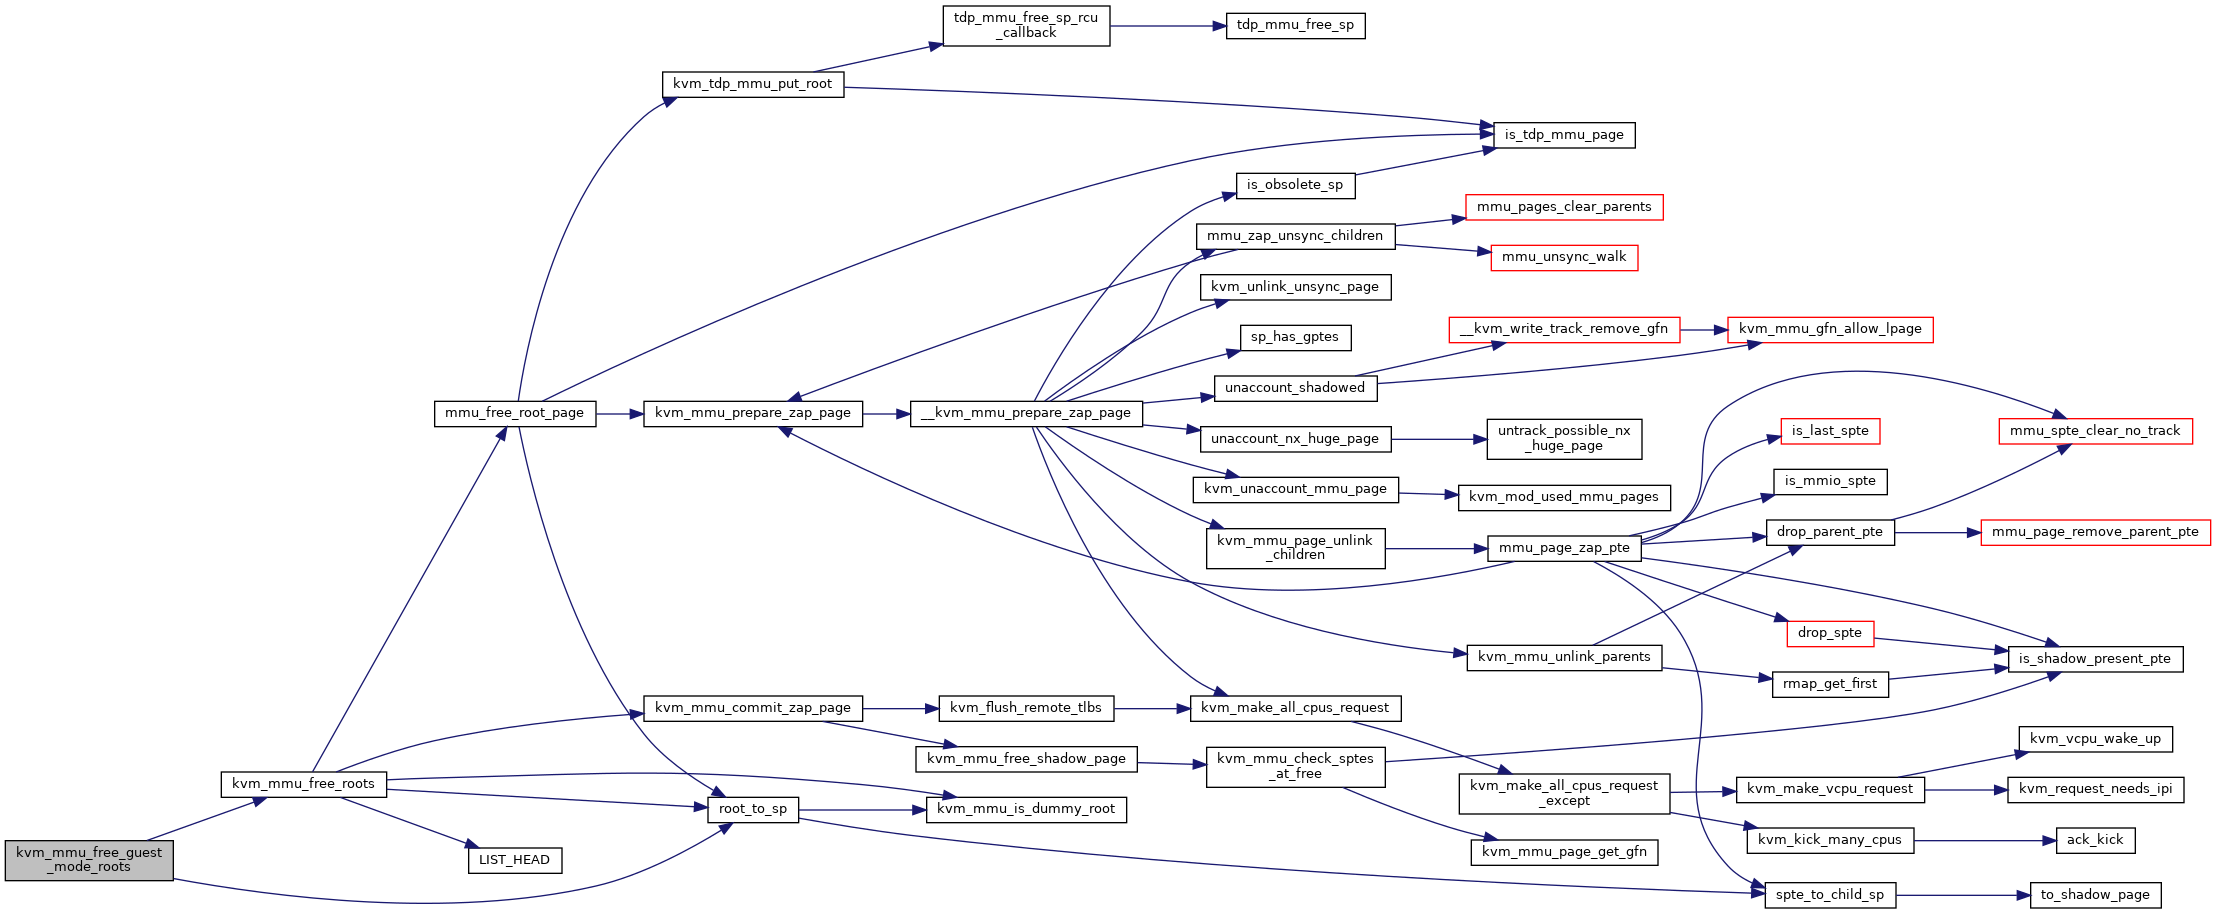 tdp_mmu_free_sp_rcu
_callback
tdp_mmu_free_sp
kvm_tdp_mmu_put_root
is_tdp_mmu_page
is_obsolete_sp
mmu_pages_clear_parents
mmu_zap_unsync_children
mmu_unsync_walk
kvm_unlink_unsync_page
__kvm_write_track_remove_gfn
kvm_mmu_gfn_allow_lpage
sp_has_gptes
unaccount_shadowed
mmu_free_root_page
kvm_mmu_prepare_zap_page
__kvm_mmu_prepare_zap_page
unaccount_nx_huge_page
untrack_possible_nx
_huge_page
is_last_spte
mmu_spte_clear_no_track
kvm_unaccount_mmu_page
kvm_mod_used_mmu_pages
is_mmio_spte
kvm_mmu_page_unlink
_children
mmu_page_zap_pte
drop_parent_pte
mmu_page_remove_parent_pte
drop_spte
kvm_mmu_unlink_parents
is_shadow_present_pte
rmap_get_first
kvm_mmu_commit_zap_page
kvm_flush_remote_tlbs
kvm_make_all_cpus_request
kvm_vcpu_wake_up
kvm_mmu_free_shadow_page
kvm_mmu_check_sptes
_at_free
kvm_mmu_free_roots
kvm_make_all_cpus_request
_except
kvm_make_vcpu_request
kvm_request_needs_ipi
root_to_sp
kvm_mmu_is_dummy_root
kvm_kick_many_cpus
ack_kick
kvm_mmu_free_guest
_mode_roots
LIST_HEAD
kvm_mmu_page_get_gfn
spte_to_child_sp
to_shadow_page